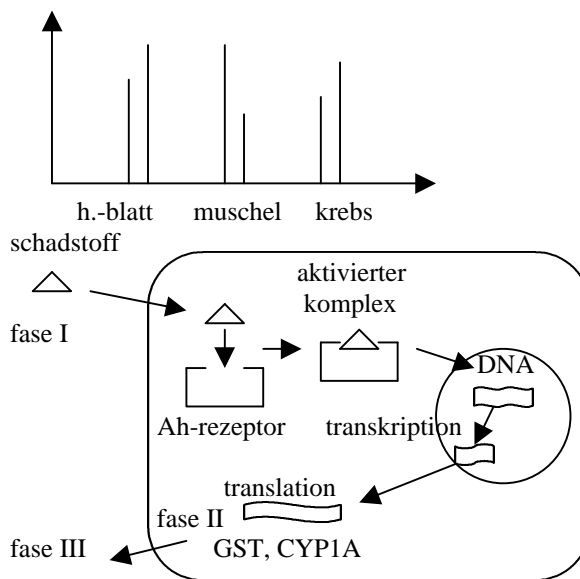 h.-blatt muschel krebs
schadstoff
aktivierter
komplex
fase I
DNA
Ah-rezeptor transkription
translation
fase II
fase III GST, CYP1A